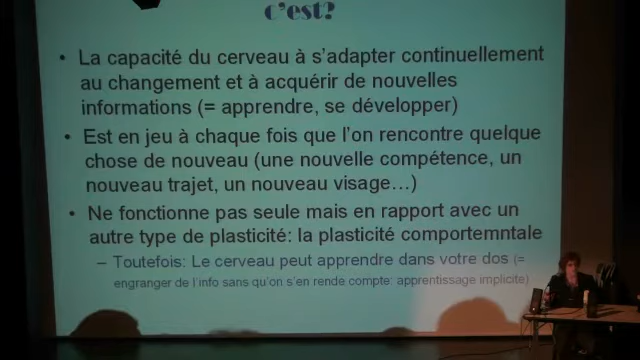 c'est?
• La capacité du cerveau à s'adapter continuellement
au changement et à acquérir de nouvelles
informations (= apprendre, se développer)
• Est en jeu à chaque fois que l'on rencontre quelque
chose de nouveau (une nouvelle compétence, un
nouveau trajet, un nouveau visage…)
• Ne fonctionne pas seule mais en rapport avec un
autre type de plasticité: la plasticité comportemntale
– Toutefois: Le cerveau peut apprendre dans votre dos (=
engranger de l'info sans qu'on s'en rende compte: apprentissage implicite)